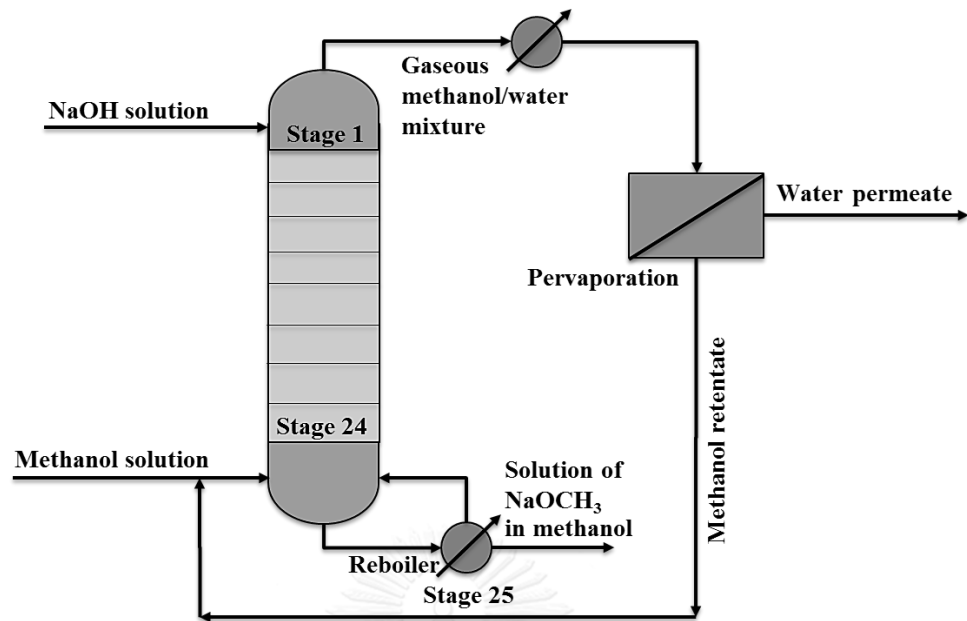 Gaseous
methanol/water
mixture
NaOH solution
Stage 1
Water permeate
Pervaporation
Methanol retentate
Stage 24
Methanol solution
Solution of
NaOCH₃
in methanol
Reboiler
Stage 25